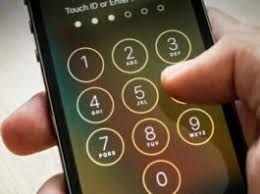 Touch ID or Enter
1 2 3
ABC DEF
4 5
GHI JKL
7 8 9
PQRS TUV WXYZ
0